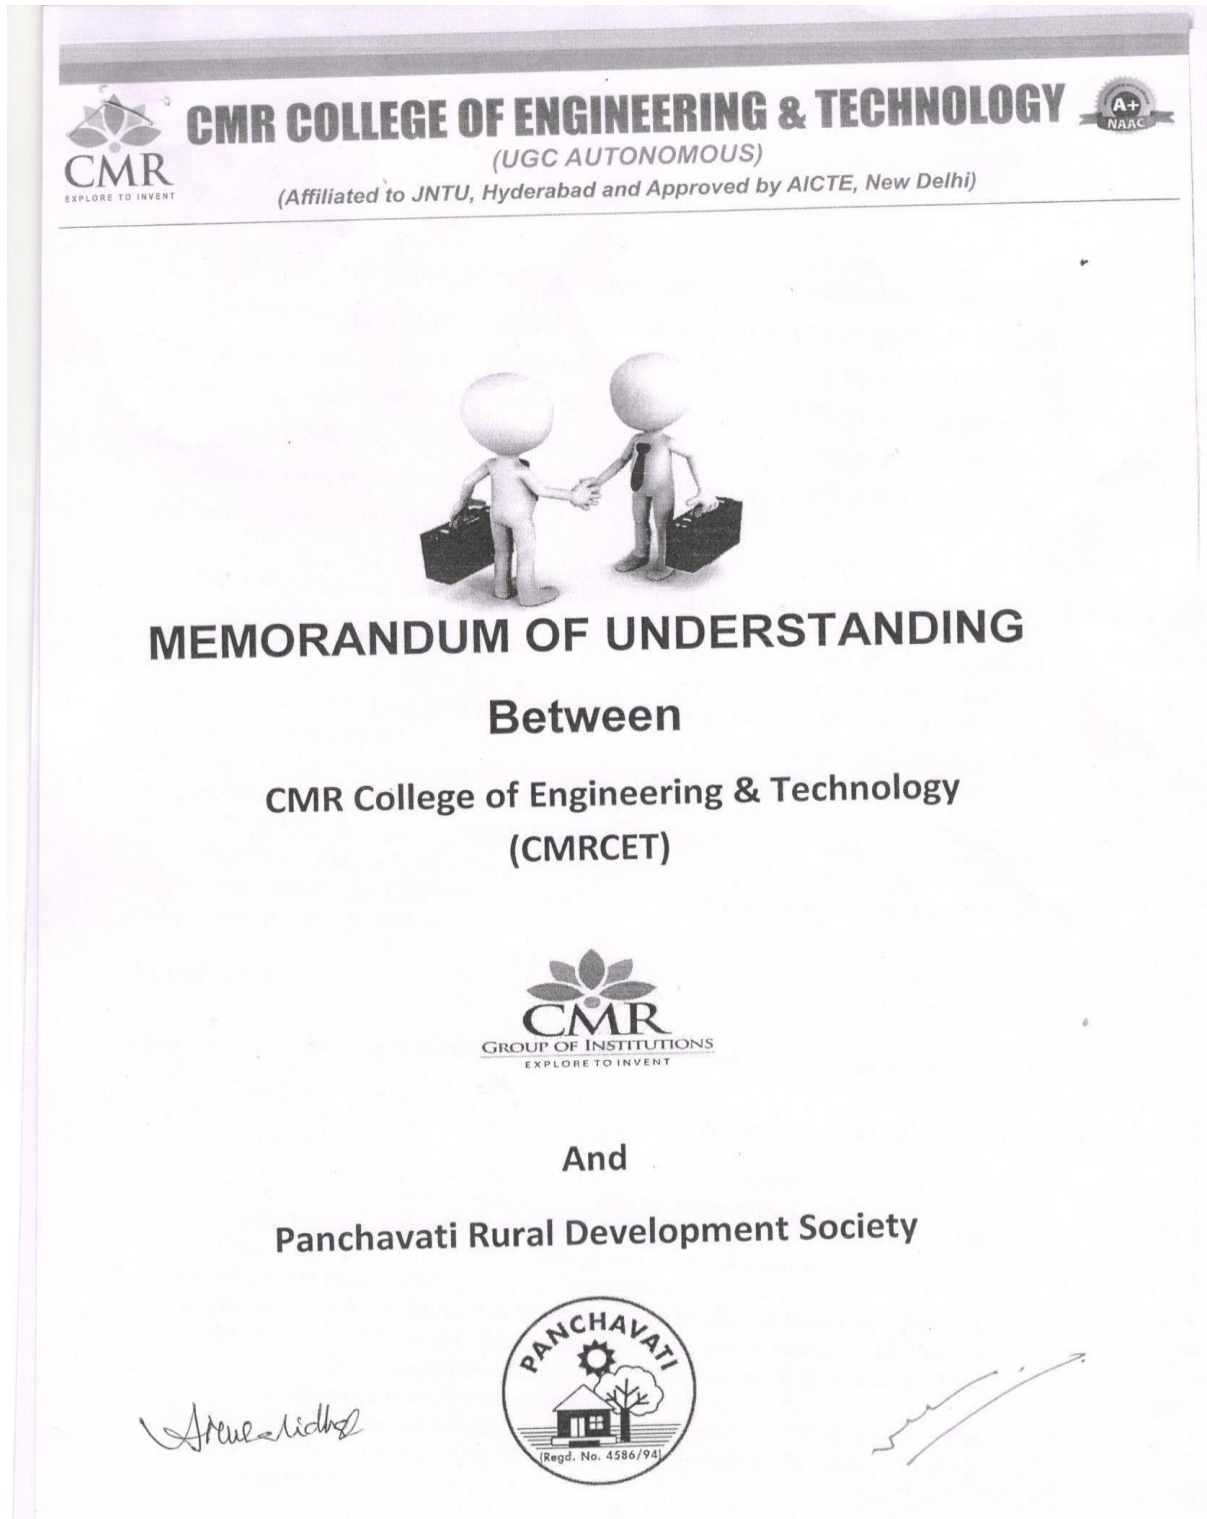 CMR
EXPLORE TO INVENT
CMR COLLEGE OF ENGINEERING & TECHNOLOGY
A+
NAAC
(UGC AUTONOMOUS)
(Affiliated to JNTU, Hyderabad and Approved by AICTE, New Delhi)
MEMORANDUM OF UNDERSTANDING
Between
CMR College of Engineering & Technology
(CMRCET)
CMR
GROUP OF INSTITUTIONS
EXPLORE TO INVENT
And
Panchavati Rural Development Society
PANCHAVATI
(Regd. No. 4586/94)